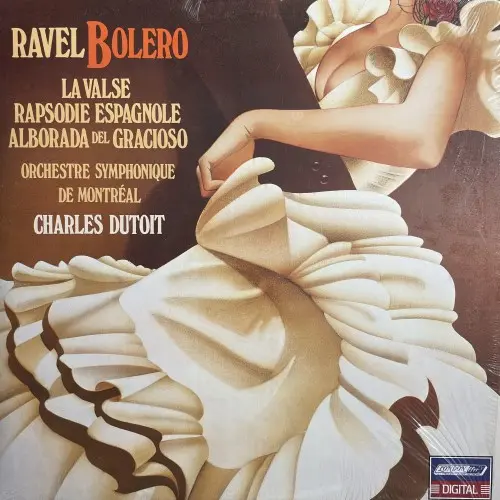 RAVEL BOLERO
LA VALSE
RAPSODIE ESPAGNOLE
ALBORADA DEL GRACIOSO
ORCHESTRE SYMPHONIQUE
DE MONTRÉAL
CHARLES DUTOIT
DIGITAL